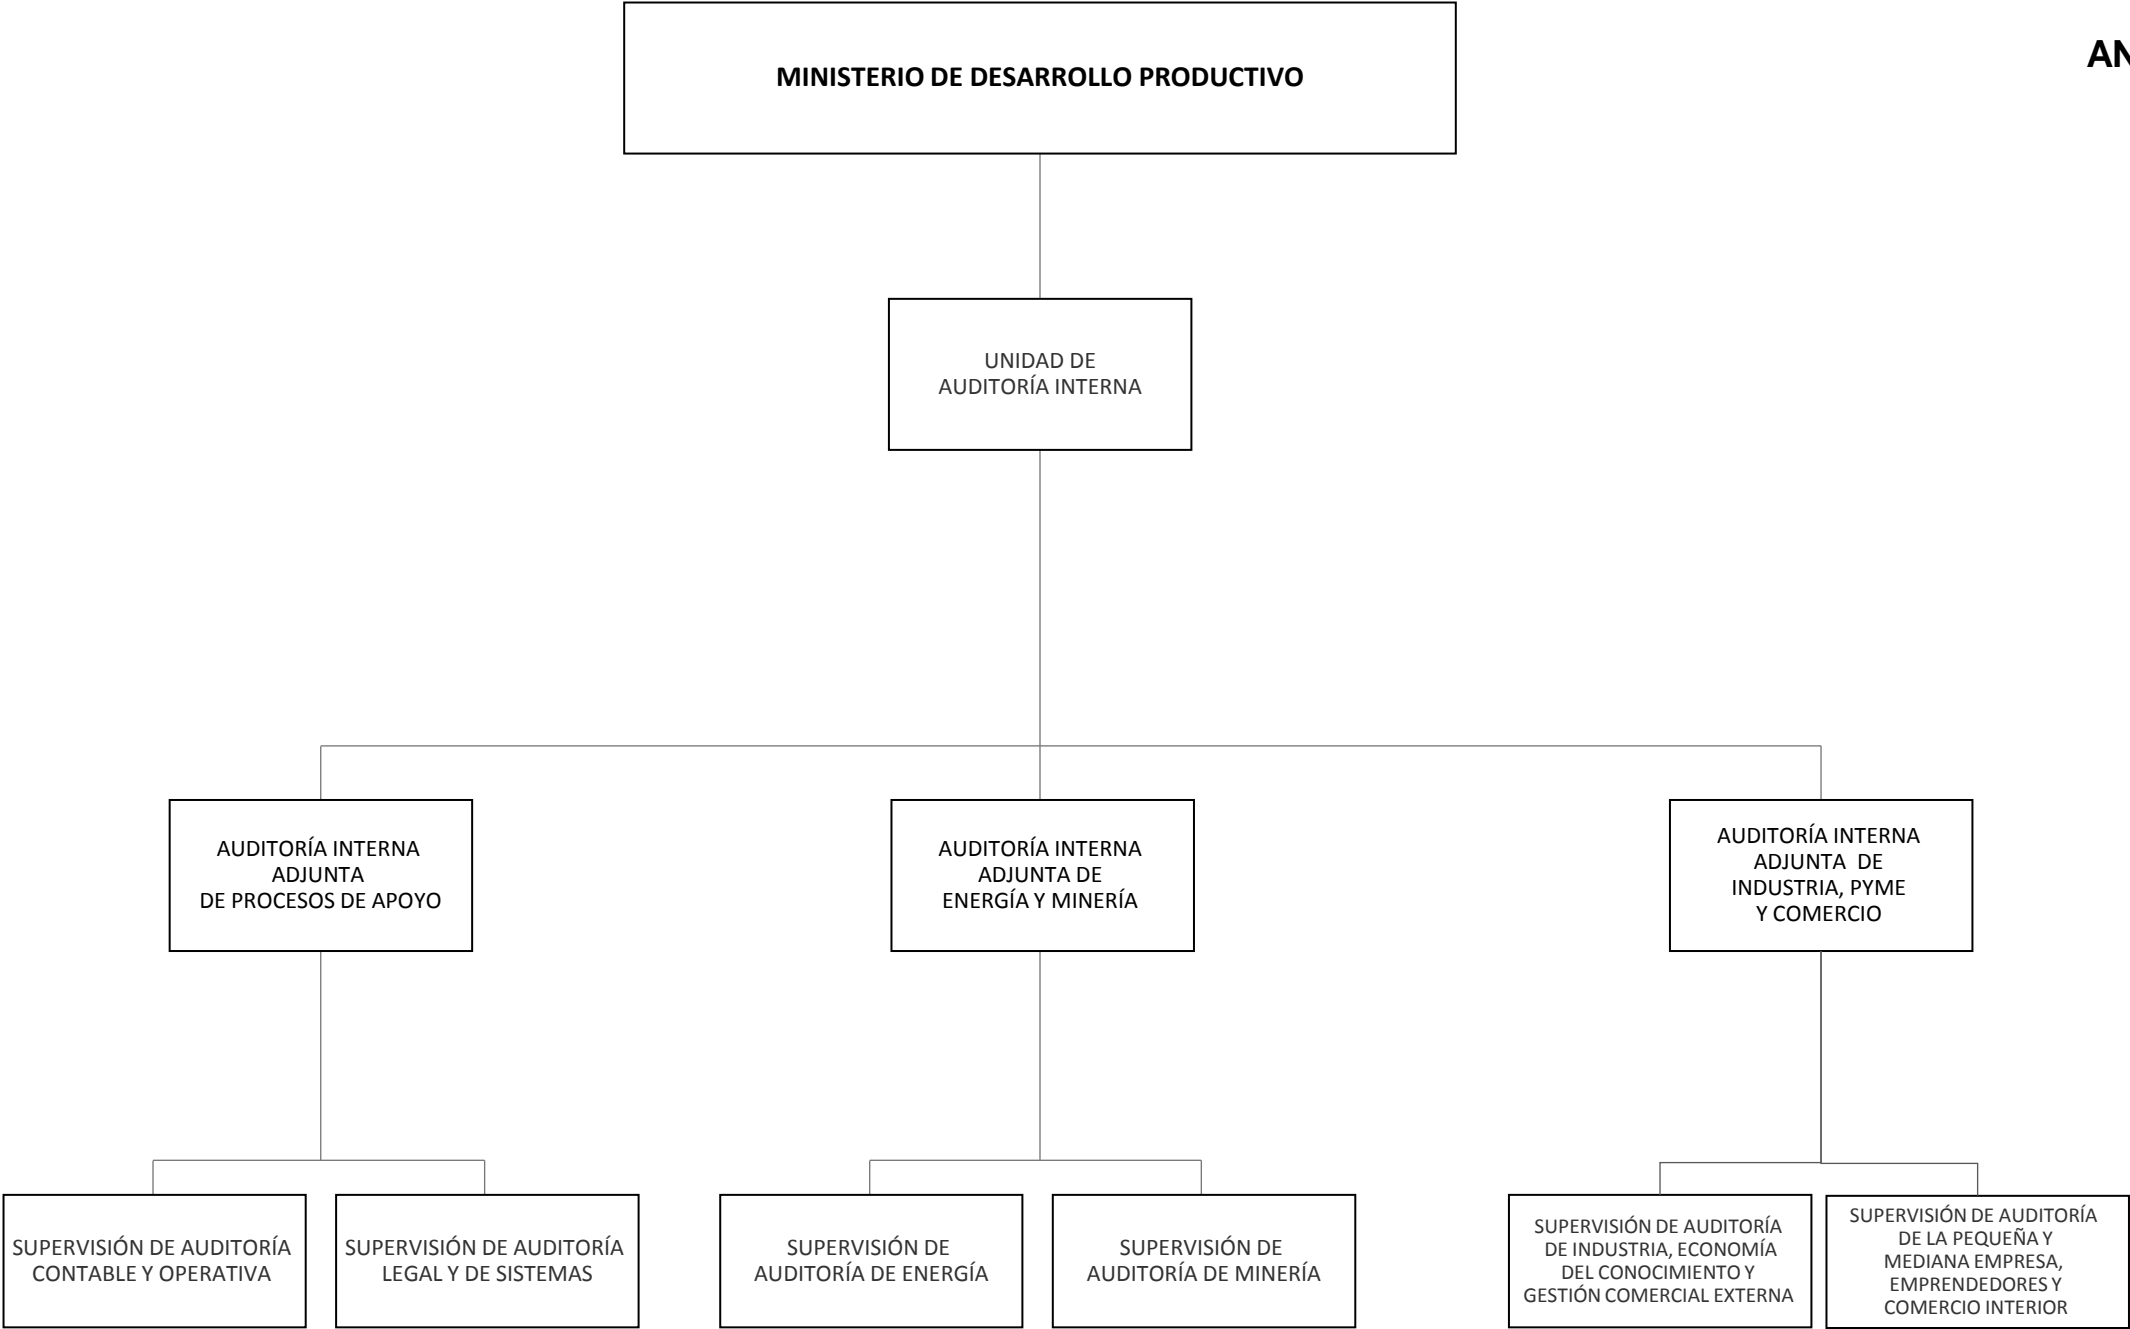 MINISTERIO DE DESARROLLO PRODUCTIVO
AN
UNIDAD DE
AUDITORÍA INTERNA
AUDITORÍA INTERNA
ADJUNTA
DE PROCESOS DE APOYO
AUDITORÍA INTERNA
ADJUNTA DE
ENERGÍA Y MINERÍA
AUDITORÍA INTERNA
ADJUNTA DE
INDUSTRIA, PYME
Y COMERCIO
SUPERVISIÓN DE AUDITORÍA
CONTABLE Y OPERATIVA
SUPERVISIÓN DE AUDITORÍA
LEGAL Y DE SISTEMAS
SUPERVISIÓN DE
AUDITORÍA DE ENERGÍA
SUPERVISIÓN DE
AUDITORÍA DE MINERÍA
SUPERVISIÓN DE AUDITORÍA
DE INDUSTRIA, ECONOMÍA
DEL CONOCIMIENTO Y
GESTIÓN COMERCIAL EXTERNA
SUPERVISIÓN DE AUDITORÍA
DE LA PEQUEÑA Y
MEDIANA EMPRESA,
EMPRENDEDORES Y
COMERCIO INTERIOR